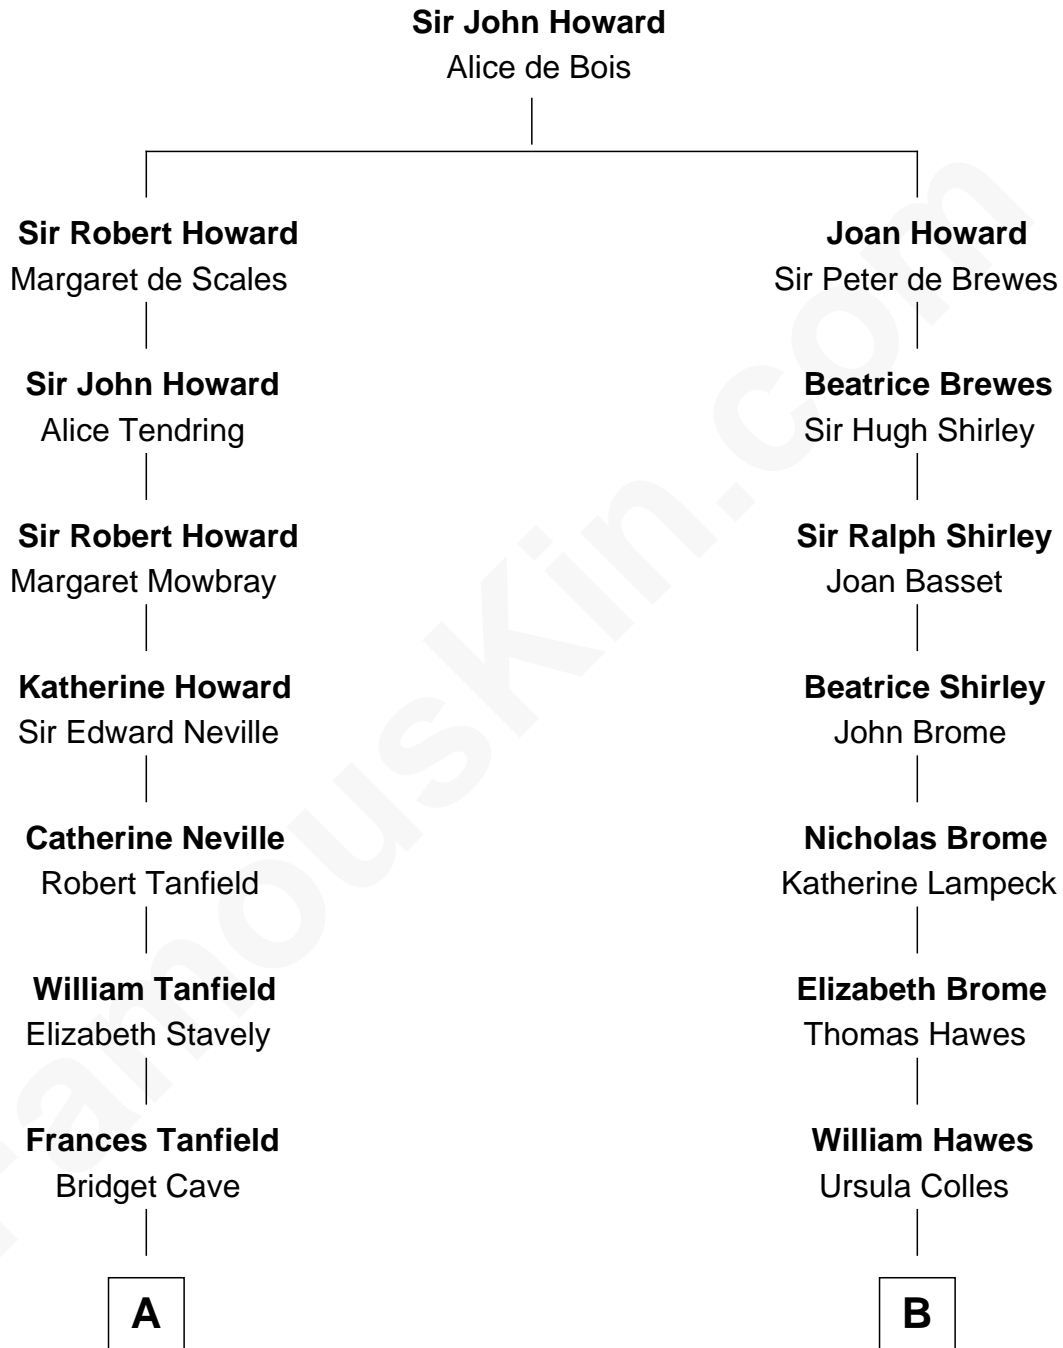 Sir John Howard
Alice de Bois
Sir Robert Howard
Margaret de Scales
Joan Howard
Sir Peter de Brewes
Sir John Howard
Alice Tendring
Beatrice Brewes
Sir Hugh Shirley
Sir Robert Howard
Margaret Mowbray
Sir Ralph Shirley
Joan Basset
Katherine Howard
Sir Edward Neville
Beatrice Shirley
John Brome
Catherine Neville
Robert Tanfield
Nicholas Brome
Katherine Lampeck
William Tanfield
Elizabeth Stavely
Elizabeth Brome
Thomas Hawes
Frances Tanfield
Bridget Cave
William Hawes
Ursula Colles
A
B
FamousKin.com